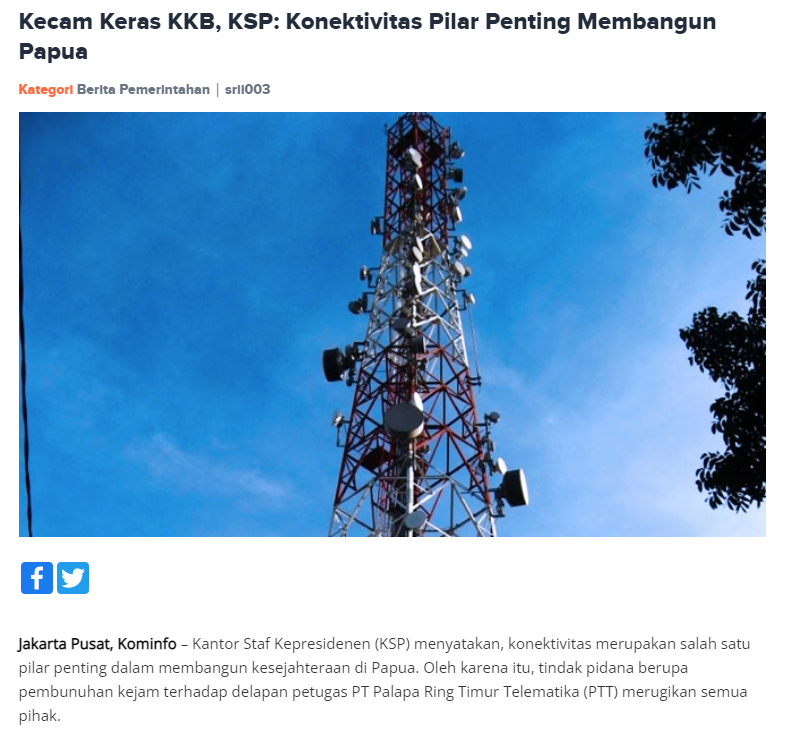 Kecam Keras KKB, KSP: Konektivitas Pilar Penting Membangun
Papua
Kategori Berita Pemerintahan | srii003
Jakarta Pusat, Kominfo – Kantor Staf Kepresidenen (KSP) menyatakan, konektivitas merupakan salah satu
pilar penting dalam membangun kesejahteraan di Papua. Oleh karena itu, tindak pidana berupa
pembunuhan kejam terhadap delapan petugas PT Palapa Ring Timur Telematika (PTT) merugikan semua
pihak.